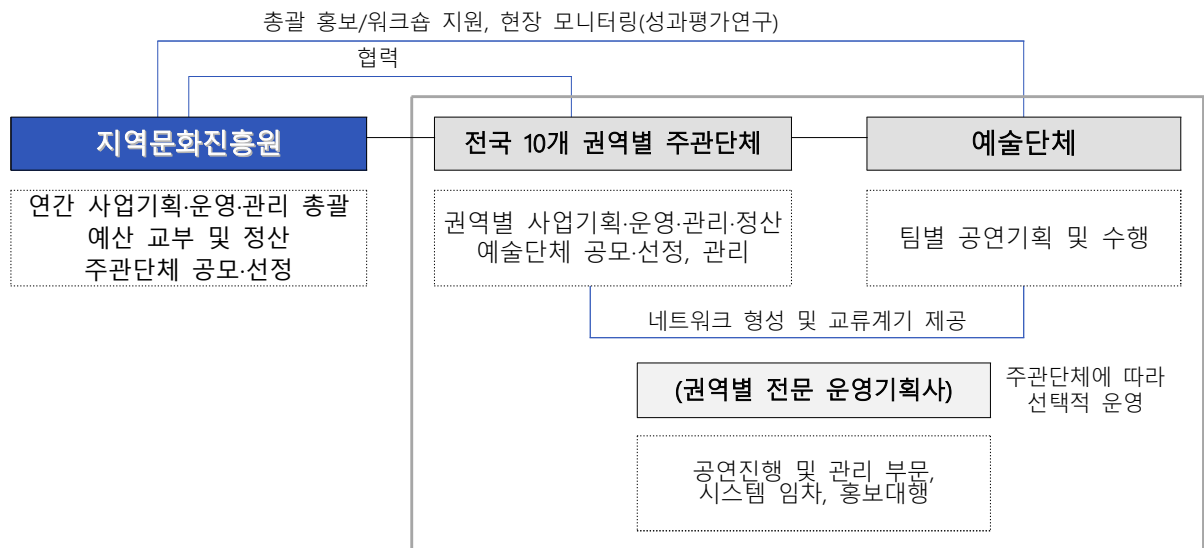 총괄 홍보/워크숍 지원, 현장 모니터링(성과평가연구)
협력
지역문화진흥원
전국 10개 권역별 주관단체
예술단체
연간 사업기획·운영·관리 총괄
예산 교부 및 정산
주관단체 공모·선정
권역별 사업기획·운영·관리·정산
예술단체 공모·선정, 관리
팀별 공연기획 및 수행
네트워크 형성 및 교류계기 제공
(권역별 전문 운영기획사)
주관단체에 따라
선택적 운영
공연진행 및 관리 부문,
시스템 임차, 홍보대행